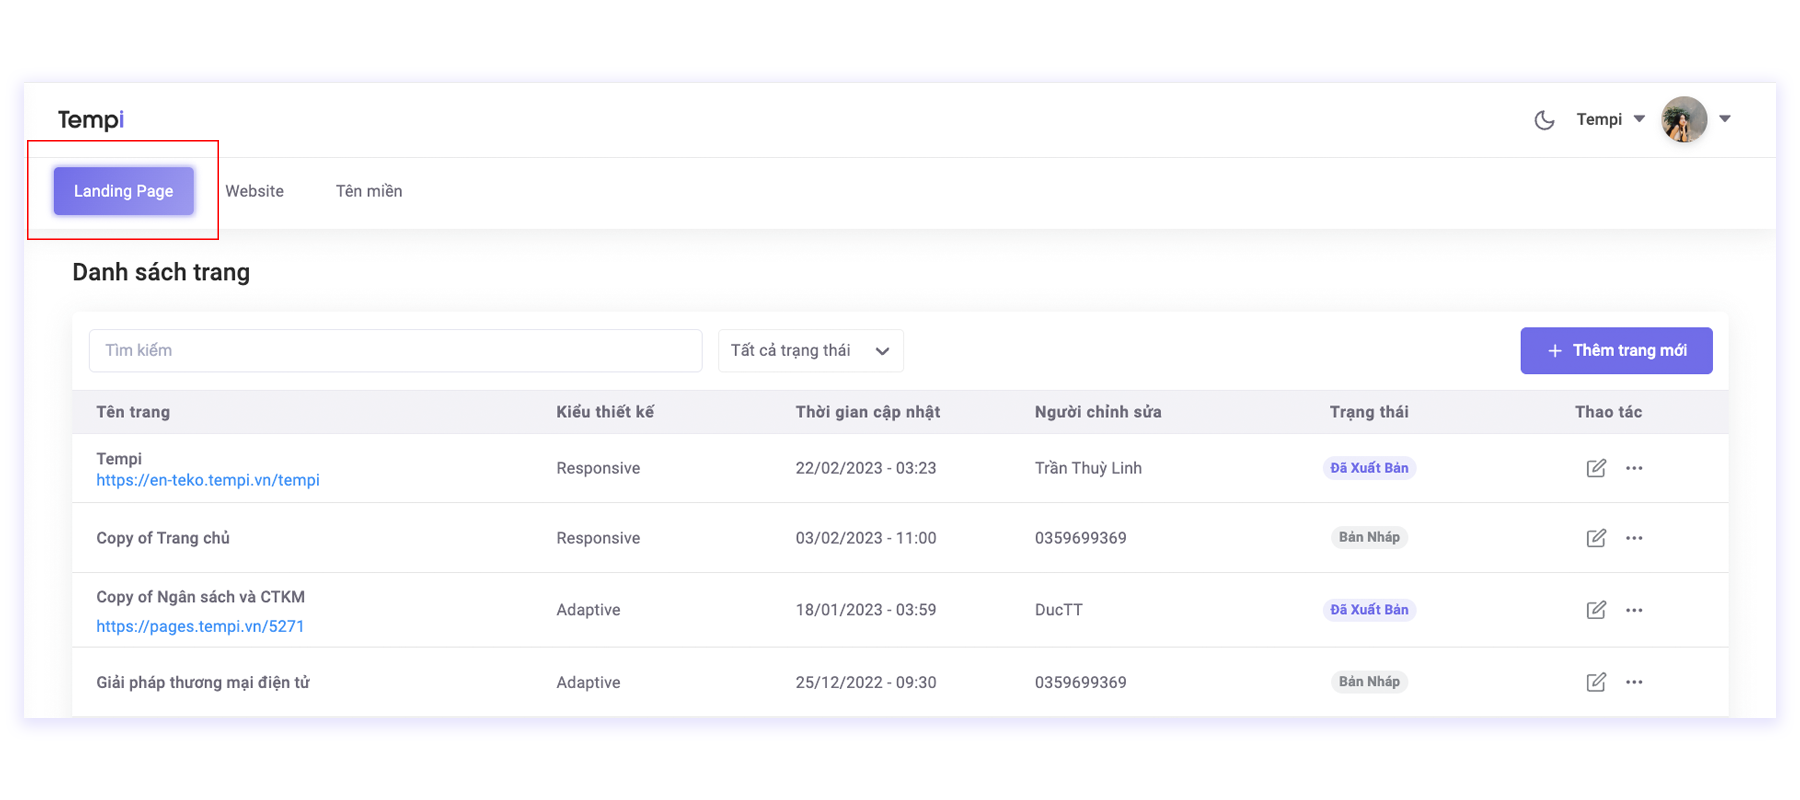 Tempi
Tempi
Landing Page
Website
Tên miền
Danh sách trang
Tìm kiếm
Tất cả trạng thái
Thêm trang mới
Tên trang Kiểu thiết kế Thời gian cập nhật Người chỉnh sửa Trạng thái Thao tác
Tempi
https://en-teko.tempi.vn/tempi
Responsive 22/02/2023 - 03:23 Trần Thuỳ Linh Đã Xuất Bản
Copy of Trang chủ Responsive 03/02/2023 - 11:00 0359699369 Bản Nháp
Copy of Ngân sách và CTKM
https://pages.tempi.vn/5271
Adaptive 18/01/2023 - 03:59 DucTT Đã Xuất Bản
Giải pháp thương mại điện tử Adaptive 25/12/2022 - 09:30 0359699369 Bản Nháp